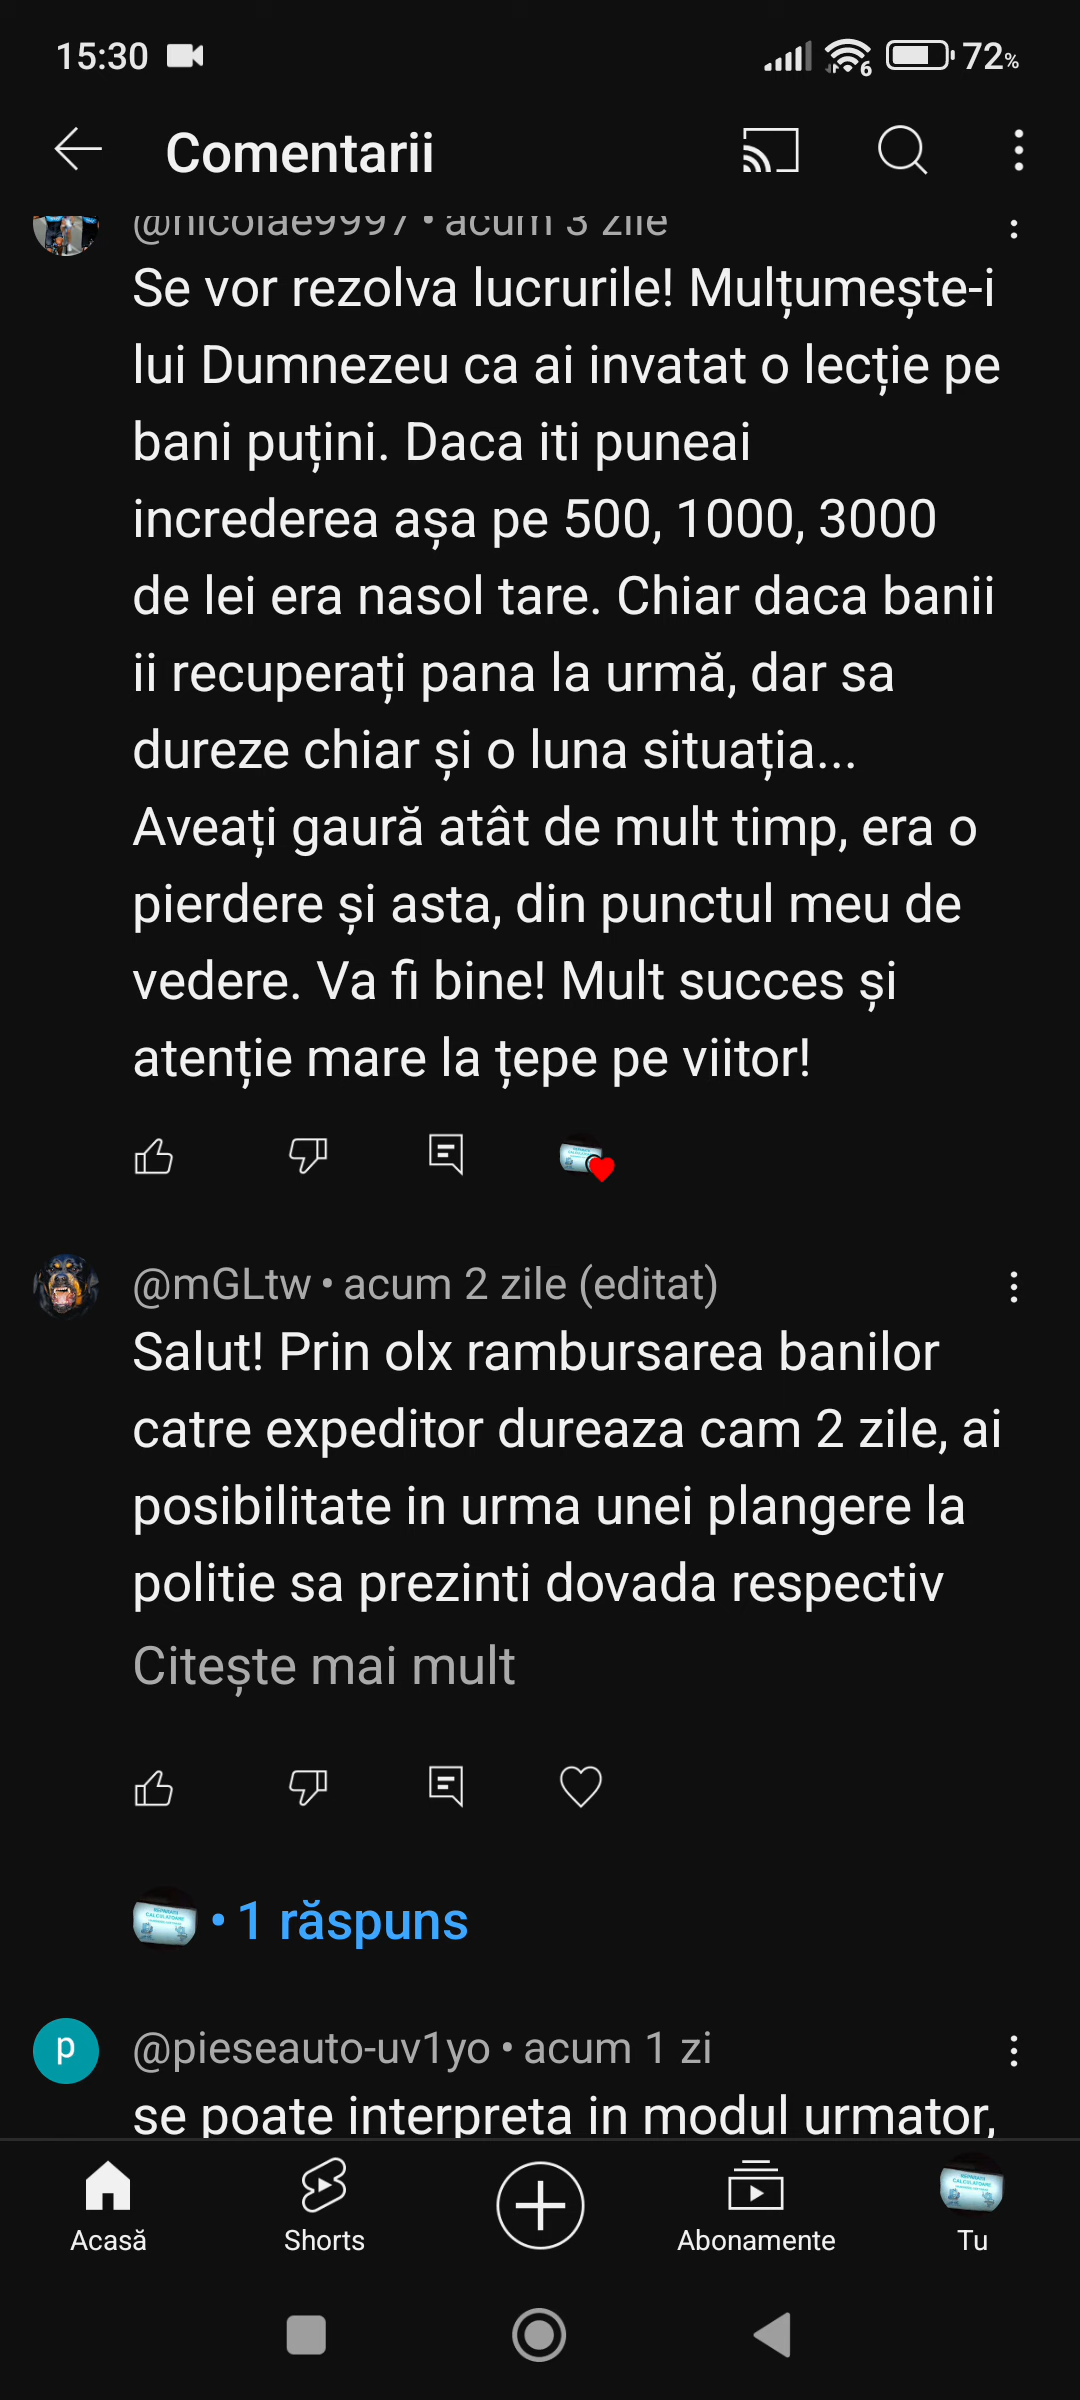 15:30
72%
Comentarii
@nicolae9997 • acum 3 zile
Se vor rezolva lucrurile! Mulțumește-i
lui Dumnezeu ca ai invatat o lecție pe
bani puțini. Daca iti puneai
increderea așa pe 500, 1000, 3000
de lei era nasol tare. Chiar daca banii
ii recuperați pana la urmă, dar sa
dureze chiar și o luna situația...
Aveați gaură atât de mult timp, era o
pierdere și asta, din punctul meu de
vedere. Va fi bine! Mult succes și
atenție mare la țepe pe viitor!
@mGLtw • acum 2 zile (editat)
Salut! Prin olx rambursarea banilor
catre expeditor dureaza cam 2 zile, ai
posibilitate in urma unei plangere la
politie sa prezinti dovada respectiv
Citește mai mult
• 1 răspuns
p
@pieseauto-uv1yo • acum 1 zi
se poate interpreta in modul urmator,
Acasă
Shorts
Abonamente
Tu